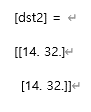 [dst2] = ↵
[[14. 32.]↵
[14. 32.]]↵